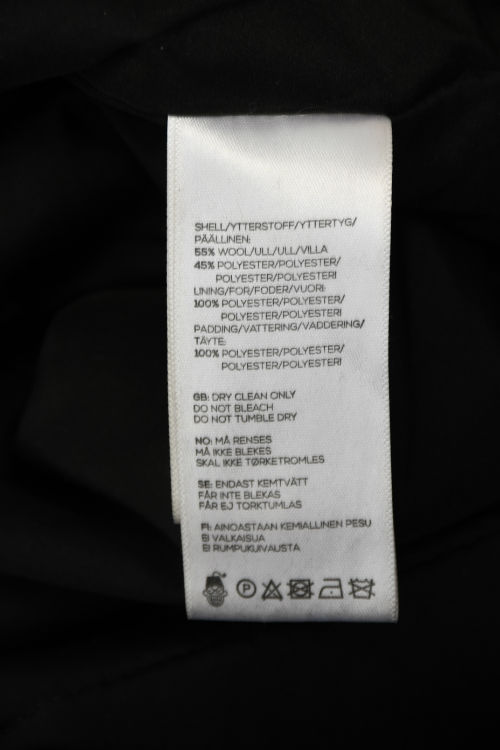 SHELL/YTTERSTOFF/YTTERTYG/
PÄÄLLINEN:
55% WOOL/ULL/ULL/VILLA
45% POLYESTER/POLYESTER/
POLYESTER/POLYESTERI
LINING/FOR/FODER/VUORI:
100% POLYESTER/POLYESTER/
POLYESTER/POLYESTERI
PADDING/VATTERING/VADDERING/
TÄYTE:
100% POLYESTER/POLYESTER/
POLYESTER/POLYESTERI
GB: DRY CLEAN ONLY
DO NOT BLEACH
DO NOT TUMBLE DRY
NO: MÅ RENSES
MÅ IKKE BLEKES
SKAL IKKE TØRKETROMLES
SE: ENDAST KEMTVÄTT
FÅR INTE BLEKAS
FÅR EJ TORKTUMLAS
FI: AINOASTAAN KEMIALLINEN PESU
EI VALKAISUA
EI RUMPUKUIVAUSTA
P